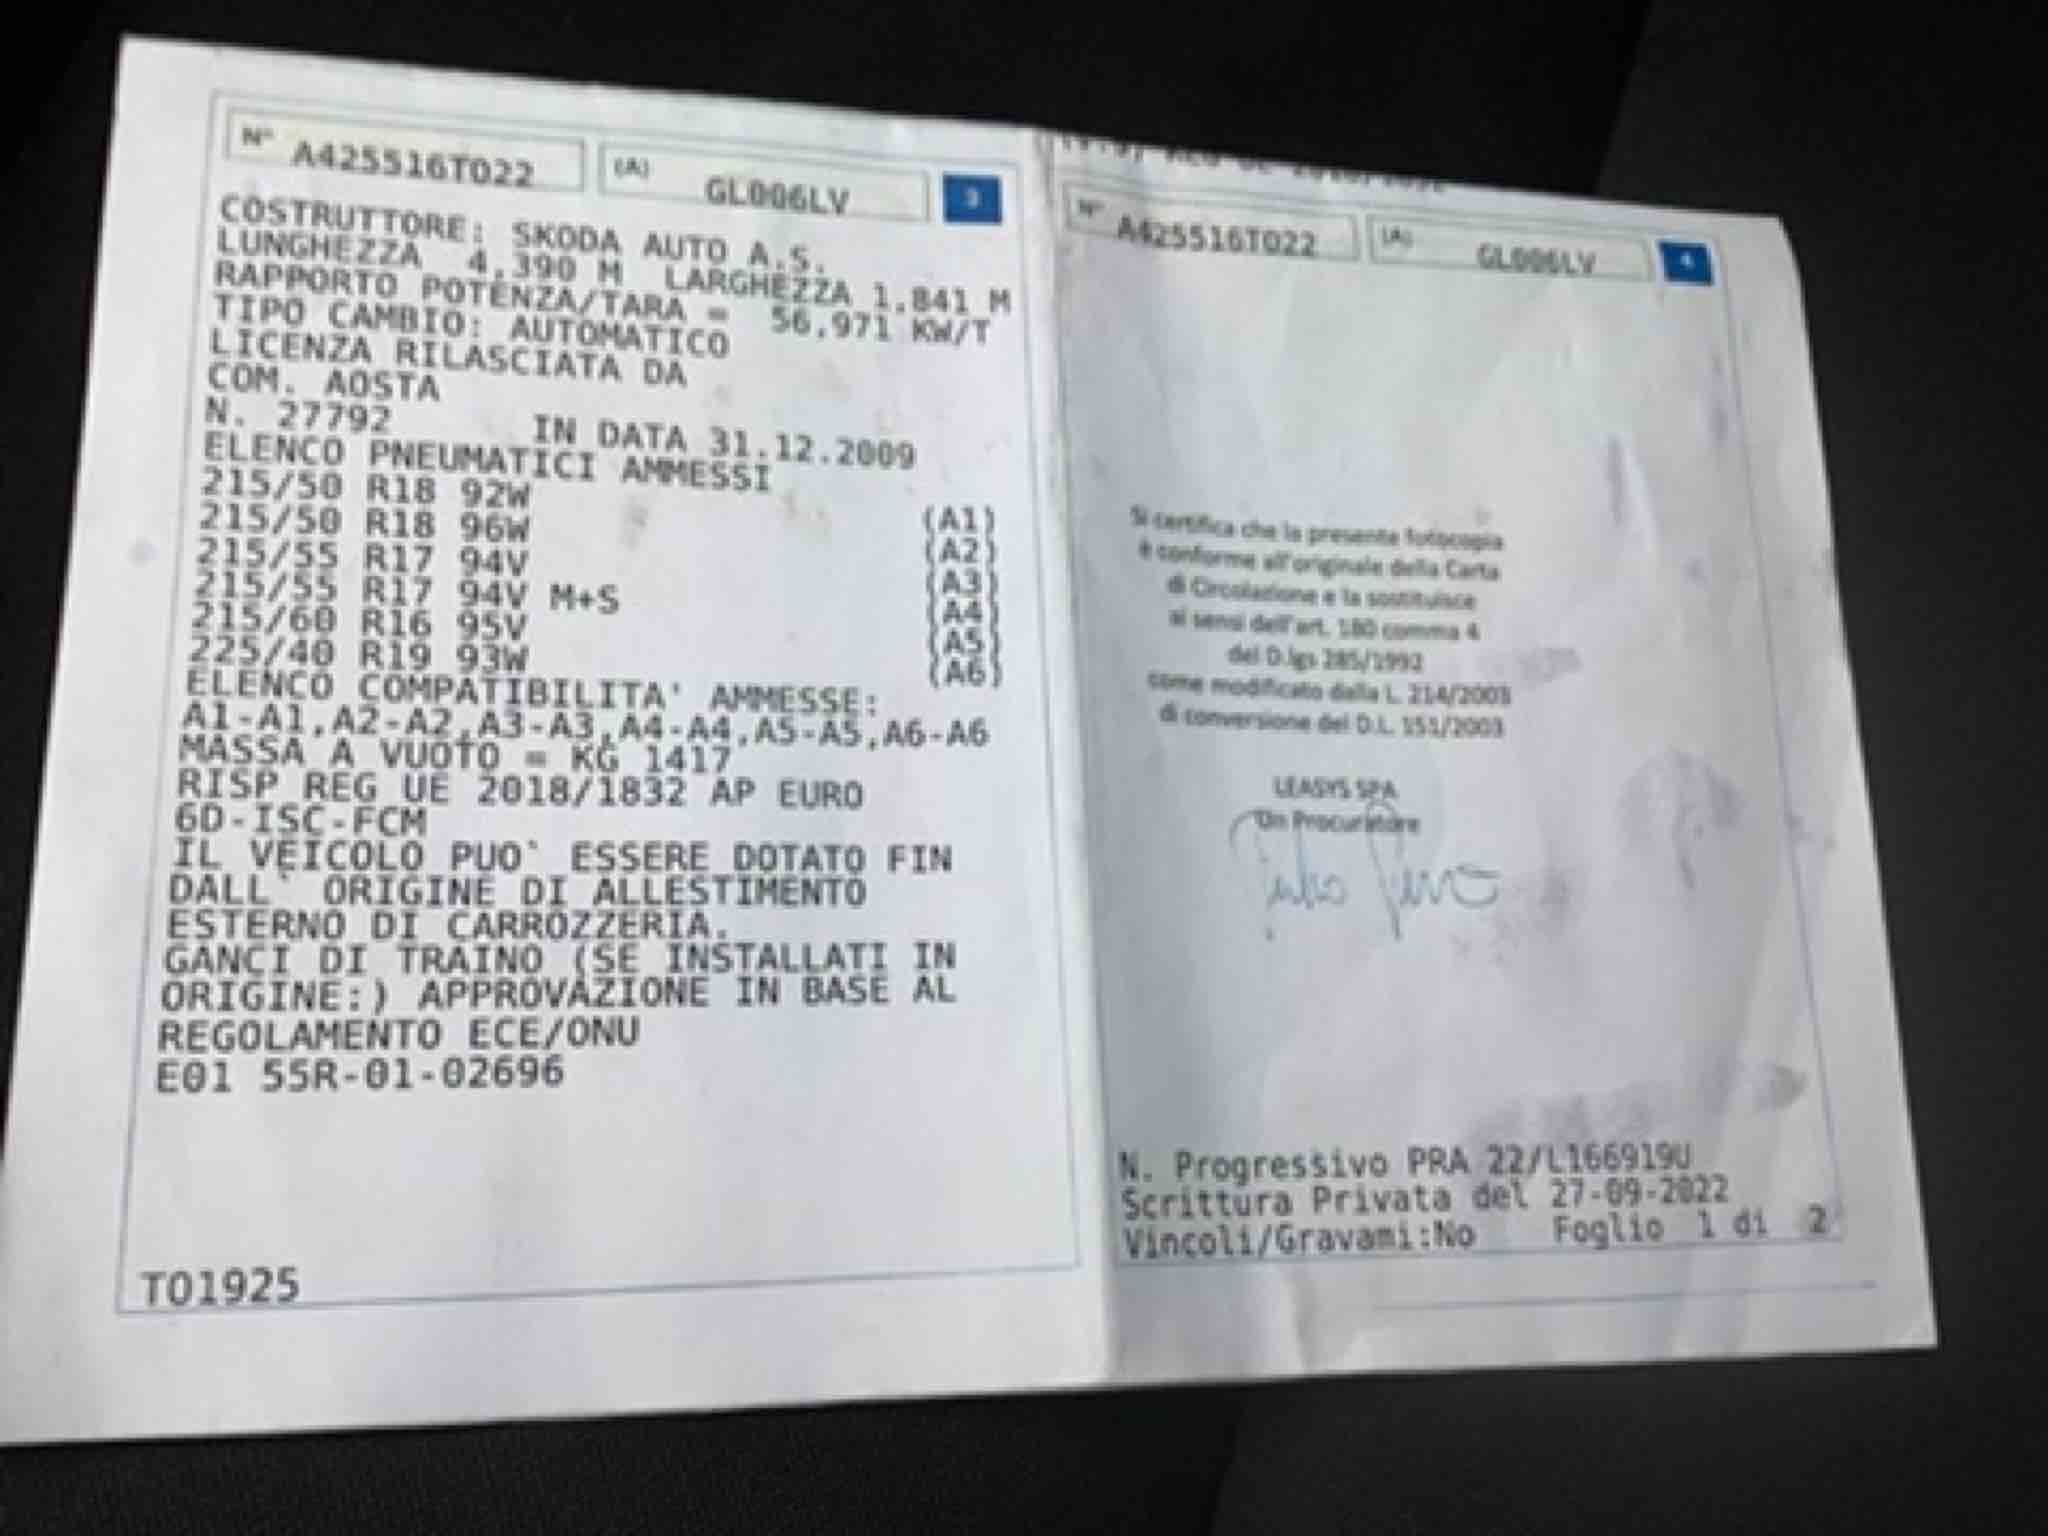 N° A425516T022 (A) GL006LV 3
COSTRUTTORE: SKODA AUTO A.S.
LUNGHEZZA 4,390 M LARGHEZZA 1,841 M
RAPPORTO POTENZA/TARA = 56,971 KW/T
TIPO CAMBIO: AUTOMATICO
LICENZA RILASCIATA DA
COM. AOSTA
N. 27792 IN DATA 31.12.2009
ELENCO PNEUMATICI AMMESSI
215/50 R18 92W (A1)
215/50 R18 96W (A2)
215/55 R17 94V (A3)
215/55 R17 94V M+S (A4)
215/60 R16 95V (A5)
225/40 R19 93W (A6)
ELENCO COMPATIBILITA' AMMESSE:
A1-A1,A2-A2,A3-A3,A4-A4,A5-A5,A6-A6
MASSA A VUOTO = KG 1417
RISP REG UE 2018/1832 AP EURO
6D-ISC-FCM
IL VEICOLO PUO` ESSERE DOTATO FIN
DALL` ORIGINE DI ALLESTIMENTO
ESTERNO DI CARROZZERIA.
GANCI DI TRAINO (SE INSTALLATI IN
ORIGINE:) APPROVAZIONE IN BASE AL
REGOLAMENTO ECE/ONU
E01 55R-01-02696
T01925
N° A425516T022 (A) GL006LV 4
Si certifica che la presente fotocopia
è conforme all'originale della Carta
di Circolazione e la sostituisce
ai sensi dell'art. 180 comma 4
del D.lgs 285/1992
come modificato dalla L. 214/2003
di conversione del D.L. 151/2003
LEASYS SPA
Un Procuratore
N. Progressivo PRA 22/L166919U
Scrittura Privata del 27-09-2022
Vincoli/Gravami:No Foglio 1 di 2